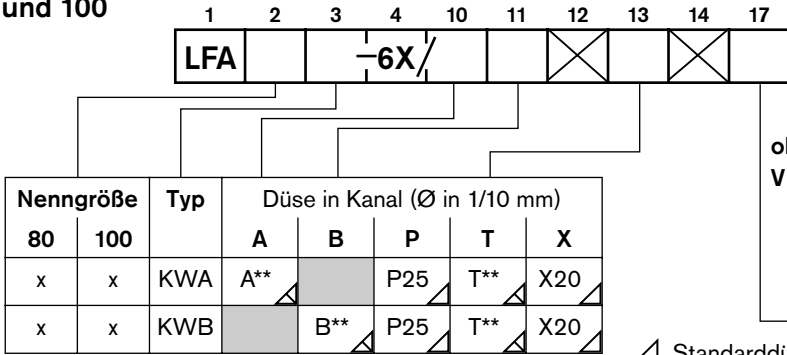 und 100
1 2 3 4 10 11 12 13 14 17
LFA –6X/
Nenngröße Typ Düse in Kanal (Ø in 1/10 mm)
80 100 A B P T X
x x KWA A** P25 T** X20
x x KWB B** P25 T** X20
V